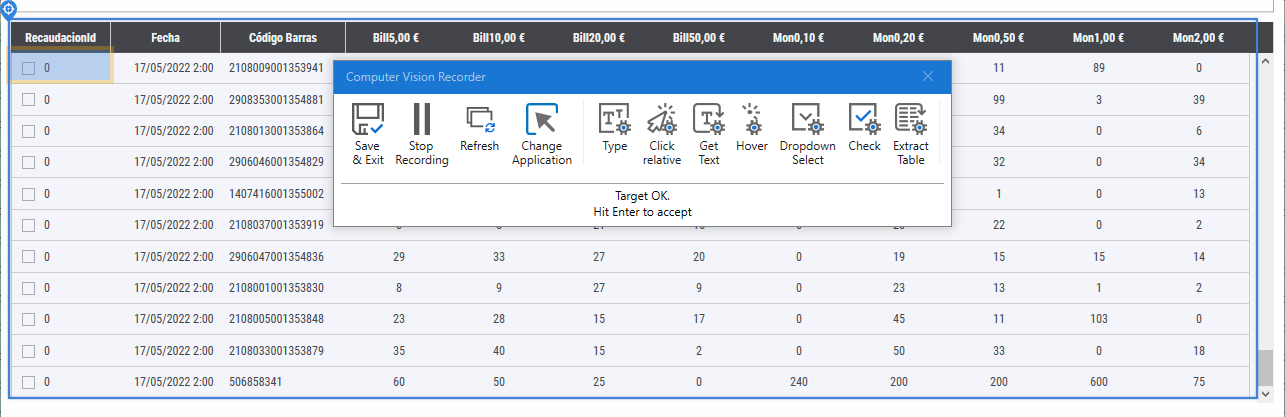 RecaudacionId Fecha Código Barras Bill5,00 € Bill10,00 € Bill20,00 € Bill50,00 € Mon0,10 € Mon0,20 € Mon0,50 € Mon1,00 € Mon2,00 €
0 17/05/2022 2:00 2108009001353941 11 89 0
Computer Vision Recorder
0 17/05/2022 2:00 2908353001354881 99 3 39
0 17/05/2022 2:00 2108013001353864 34 0 6
Save & Exit Stop Recording Refresh Change Application Type Click relative Get Text Hover Dropdown Select Check Extract Table
0 17/05/2022 2:00 2906046001354829 32 0 34
0 17/05/2022 2:00 1407416001355002 1 0 13
Target OK.
Hit Enter to accept
0 17/05/2022 2:00 2108037001353919 22 0 2
0 17/05/2022 2:00 2906047001354836 29 33 27 20 0 19 15 15 14
0 17/05/2022 2:00 2108001001353830 8 9 27 9 0 23 13 1 2
0 17/05/2022 2:00 2108005001353848 23 28 15 17 0 45 11 103 0
0 17/05/2022 2:00 2108033001353879 35 40 15 2 0 50 33 0 18
0 17/05/2022 2:00 506858341 60 50 25 0 240 200 200 600 75